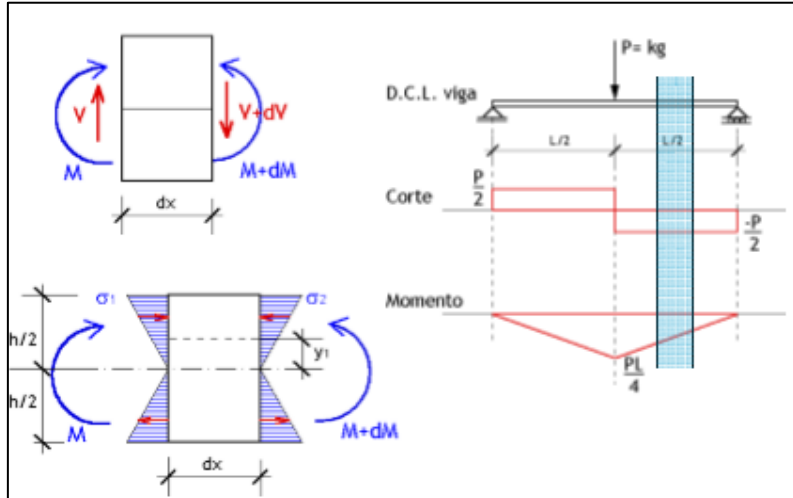 V
V+dV
M
M+dM
dx
σ1
σ2
h/2
h/2
y1
M
M+dM
dx
P= kg
D.C.L. viga
L/2
L/2
Corte
P
2
-P
2
Momento
PL
4